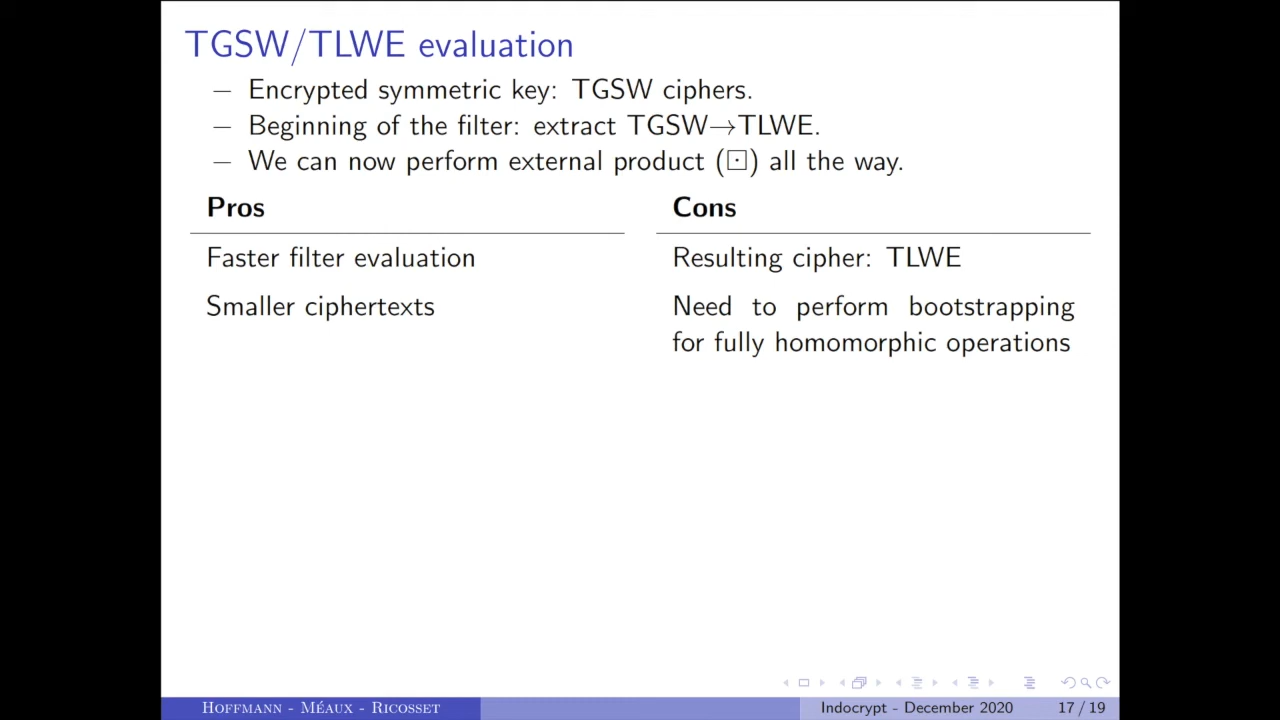 TGSW/TLWE evaluation
– Encrypted symmetric key: TGSW ciphers.
– Beginning of the filter: extract TGSW→TLWE.
– We can now perform external product (⊡) all the way.
Pros
Cons
Faster filter evaluation
Resulting cipher: TLWE
Smaller ciphertexts
Need to perform bootstrapping
for fully homomorphic operations
Hoffmann - Méaux - Ricosset
Indocrypt - December 2020
17 / 19